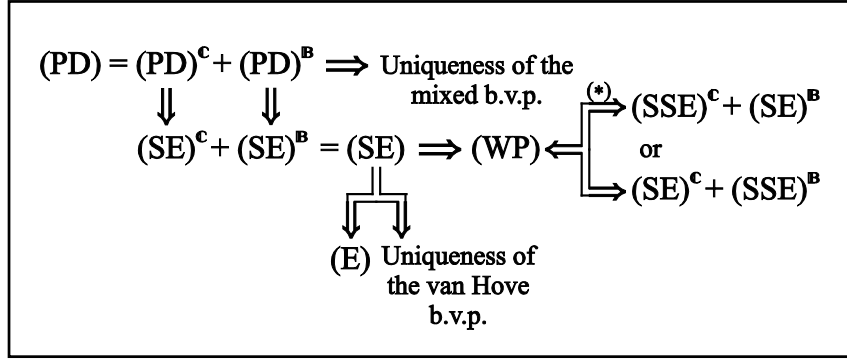 (PD) = (PD)ᶜ + (PD)ᴮ ⟹ Uniqueness of the
mixed b.v.p.
⇓ ⇓
(SE)ᶜ + (SE)ᴮ = (SE) ⟹ (WP) ⟸
(*) ⟹ (SSE)ᶜ + (SE)ᴮ
or
⟹ (SE)ᶜ + (SSE)ᴮ
(E) Uniqueness of
the van Hove
b.v.p.